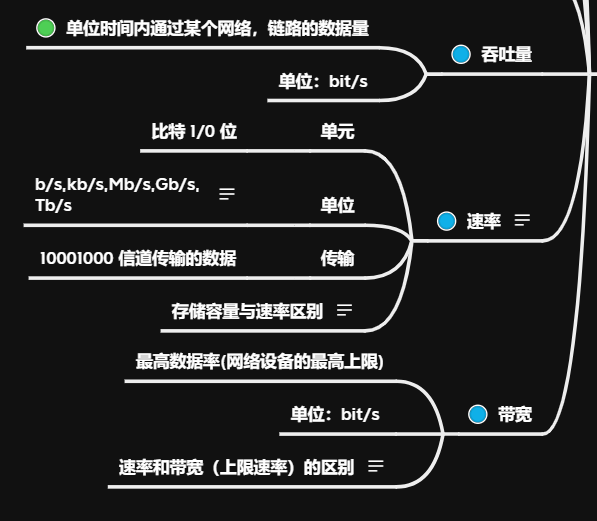 单位时间内通过某个网络，链路的数据量
吞吐量
单位：bit/s
比特 1/0 位
单元
b/s,kb/s,Mb/s,Gb/s,
Tb/s
单位
速率
10001000 信道传输的数据
传输
存储容量与速率区别
最高数据率(网络设备的最高上限)
单位：bit/s
带宽
速率和带宽（上限速率）的区别